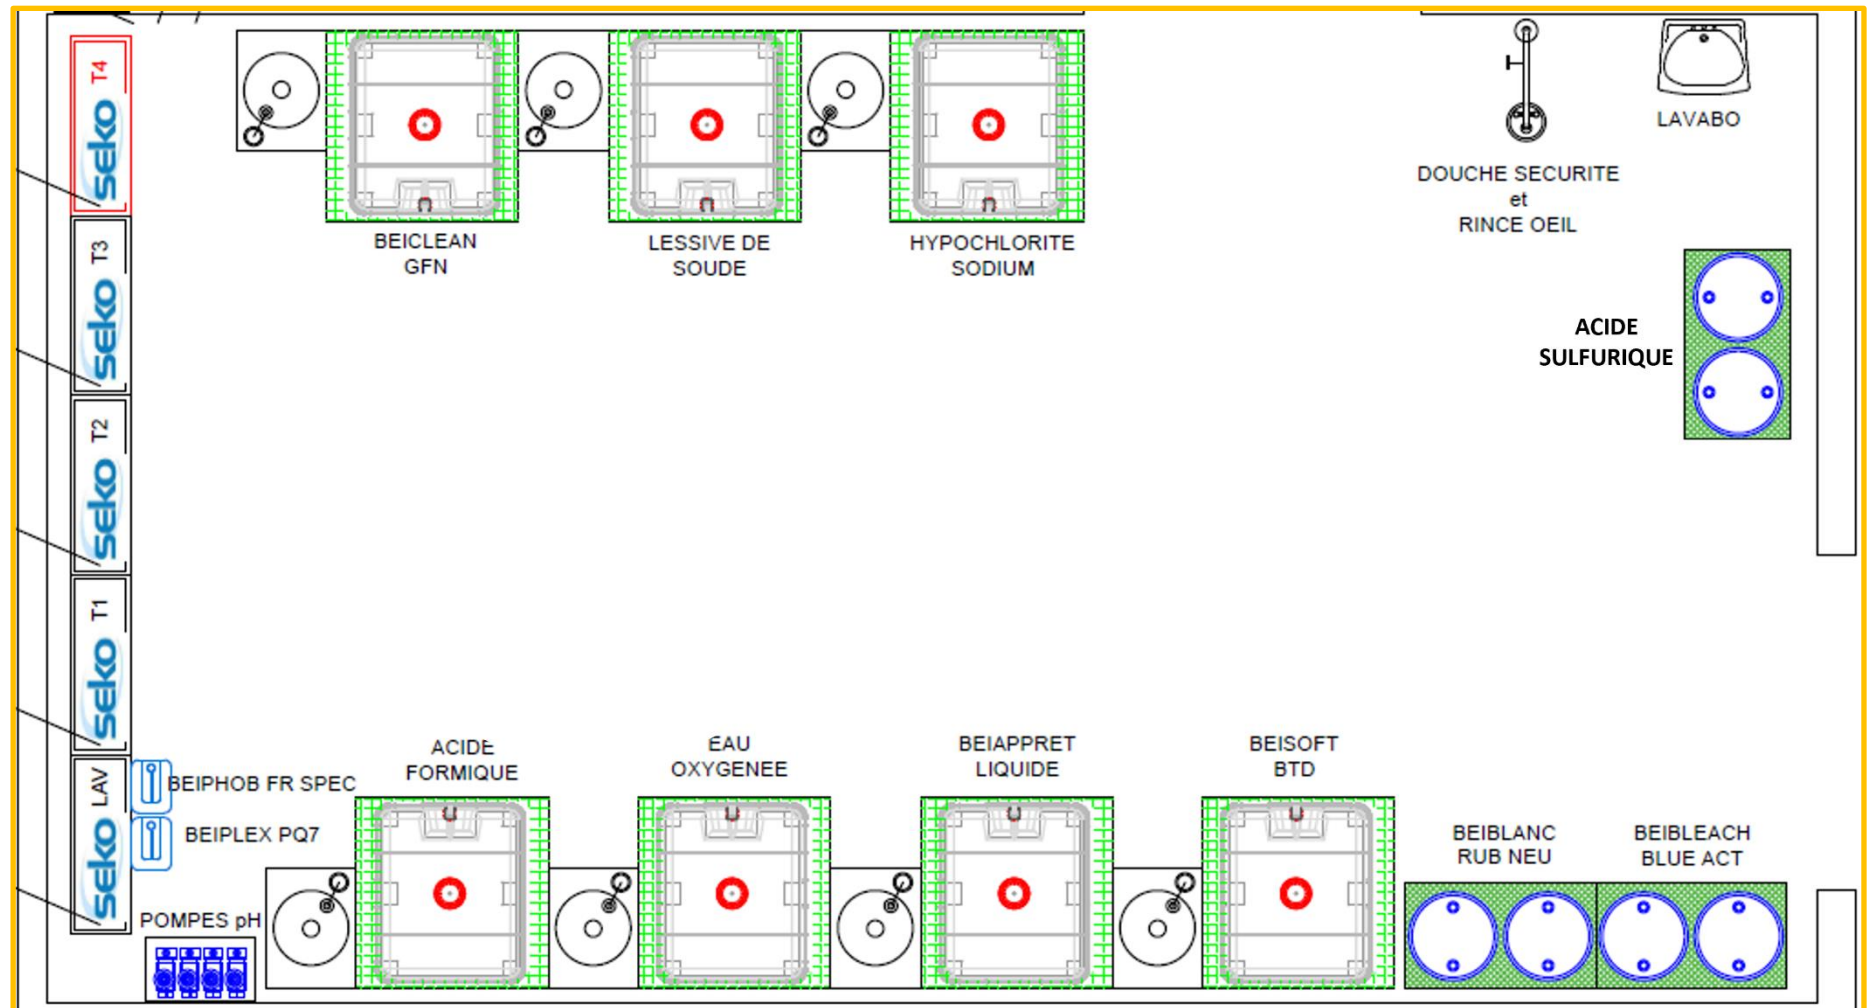 T4
seko
T3
seko
T2
seko
T1
seko
LAV
seko
BEICLEAN
GFN
LESSIVE DE
SOUDE
HYPOCHLORITE
SODIUM
DOUCHE SECURITE
et
RINCE OEIL
LAVABO
ACIDE
SULFURIQUE
BEIPHOB FR SPEC
BEIPLEX PQ7
POMPES pH
ACIDE
FORMIQUE
EAU
OXYGENEE
BEIAPPRET
LIQUIDE
BEISOFT
BTD
BEIBLANC
RUB NEU
BEIBLEACH
BLUE ACT